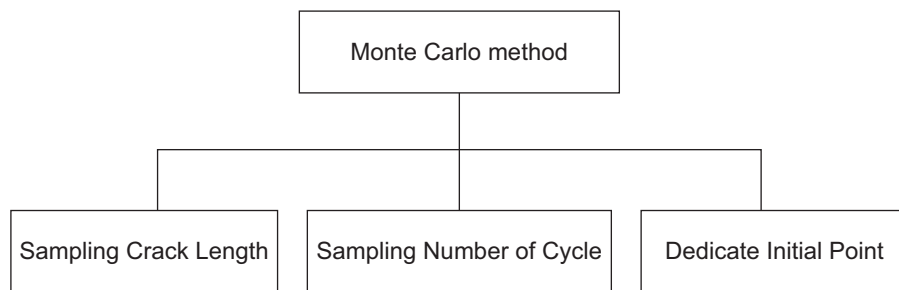 Monte Carlo method
Sampling Crack Length
Sampling Number of Cycle
Dedicate Initial Point